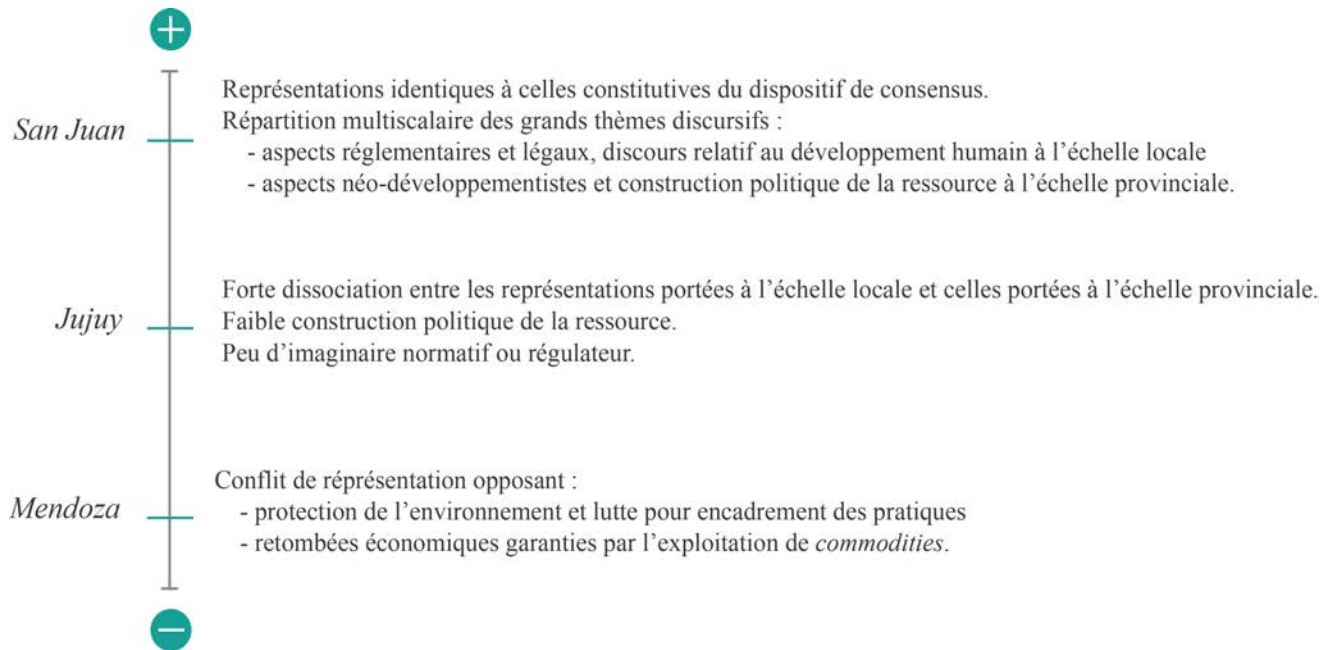 +
San Juan
Représentations identiques à celles constitutives du dispositif de consensus.
Répartition multiscalaire des grands thèmes discursifs :
- aspects réglementaires et légaux, discours relatif au développement humain à l'échelle locale
- aspects néo-développementistes et construction politique de la ressource à l'échelle provinciale.
Jujuy
Forte dissociation entre les représentations portées à l'échelle locale et celles portées à l'échelle provinciale.
Faible construction politique de la ressource.
Peu d'imaginaire normatif ou régulateur.
Mendoza
Conflit de réprésentation opposant :
- protection de l'environnement et lutte pour encadrement des pratiques
- retombées économiques garanties par l'exploitation de commodities.
−